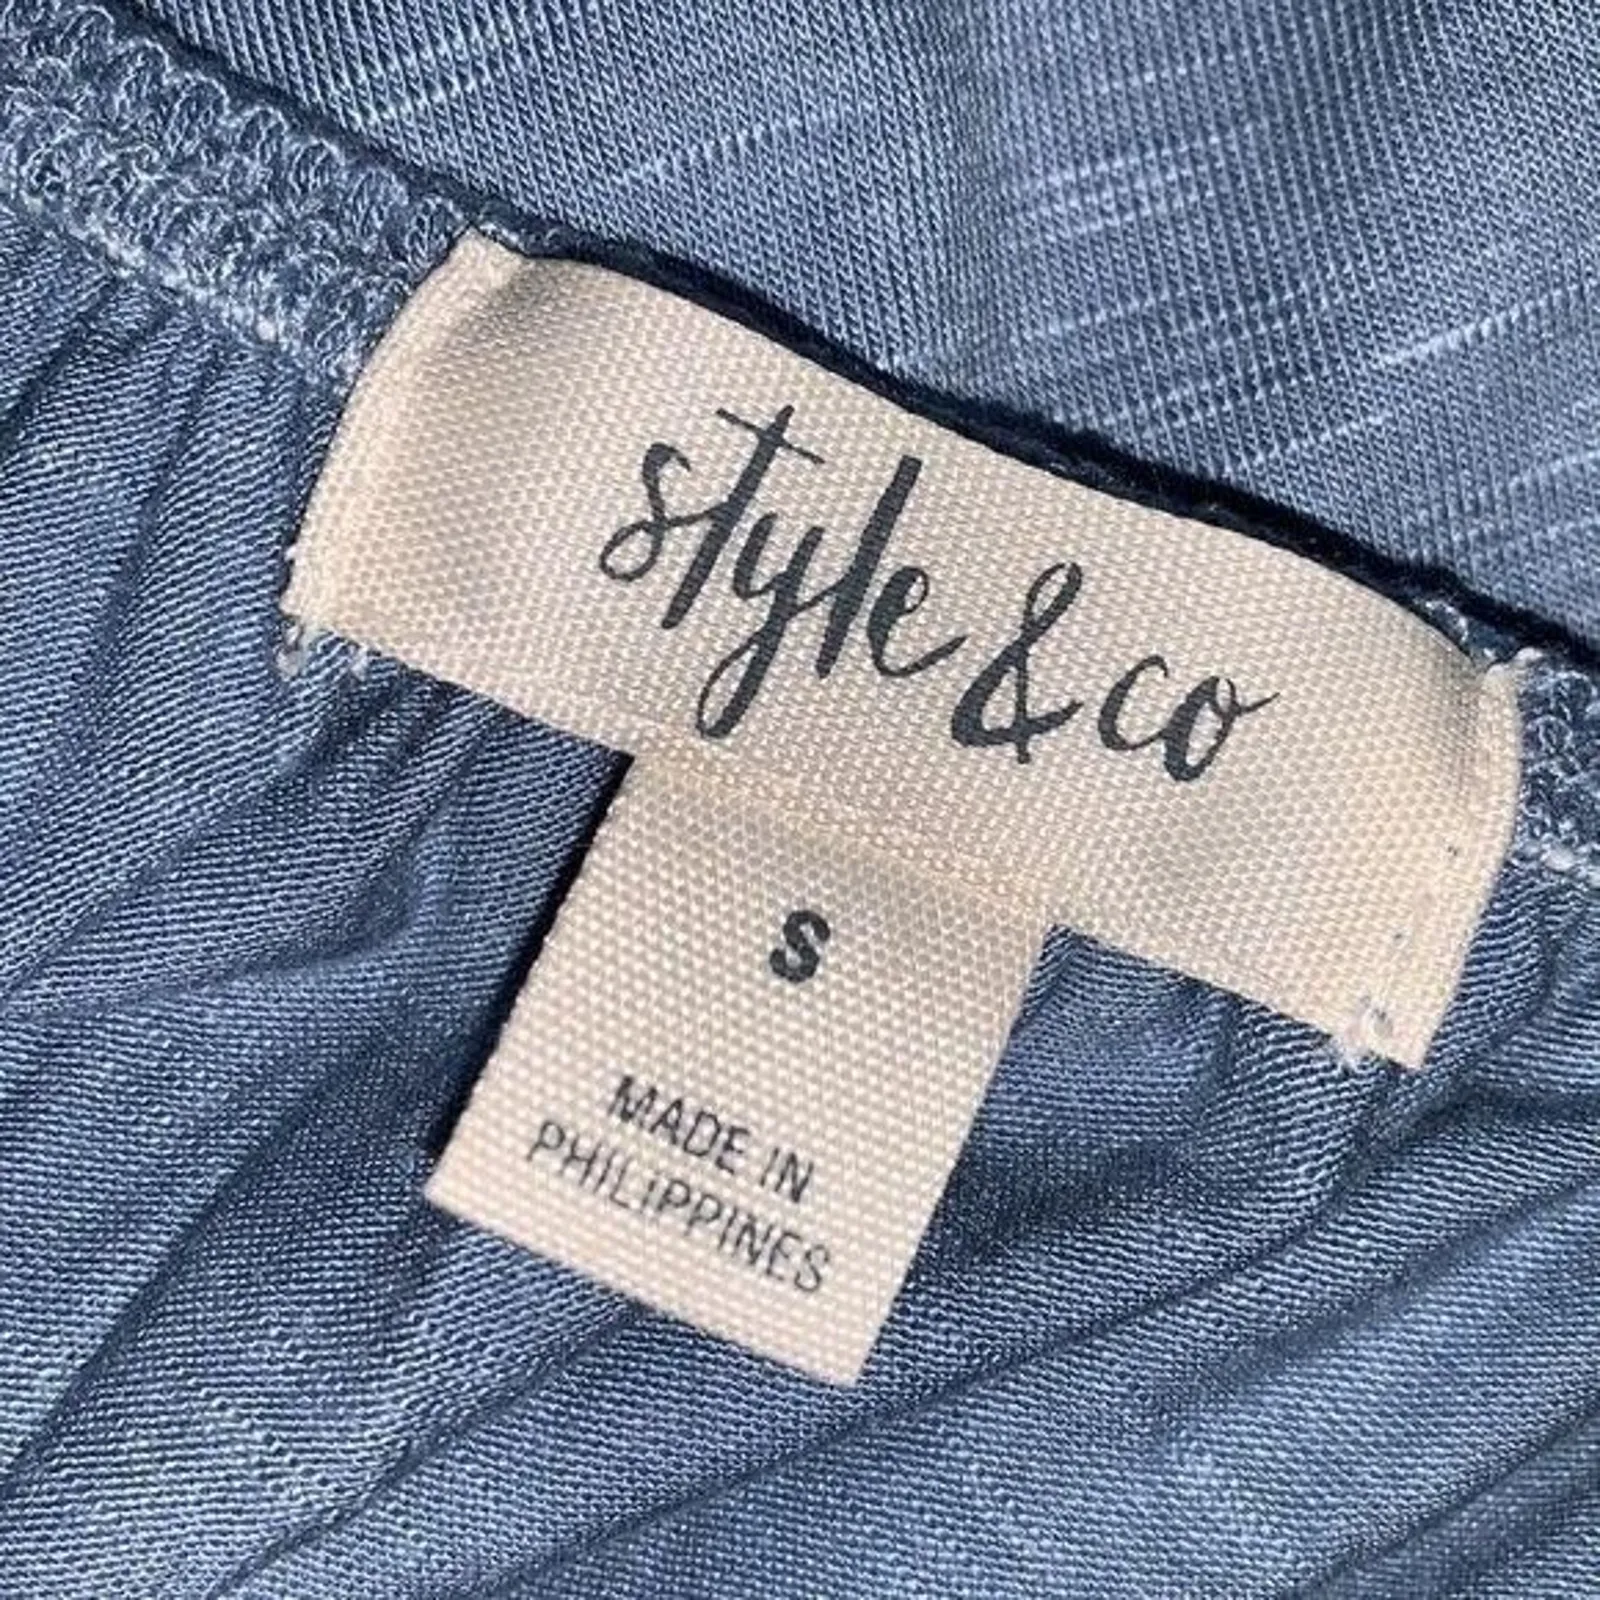 style & co
S
MADE IN
PHILIPPINES